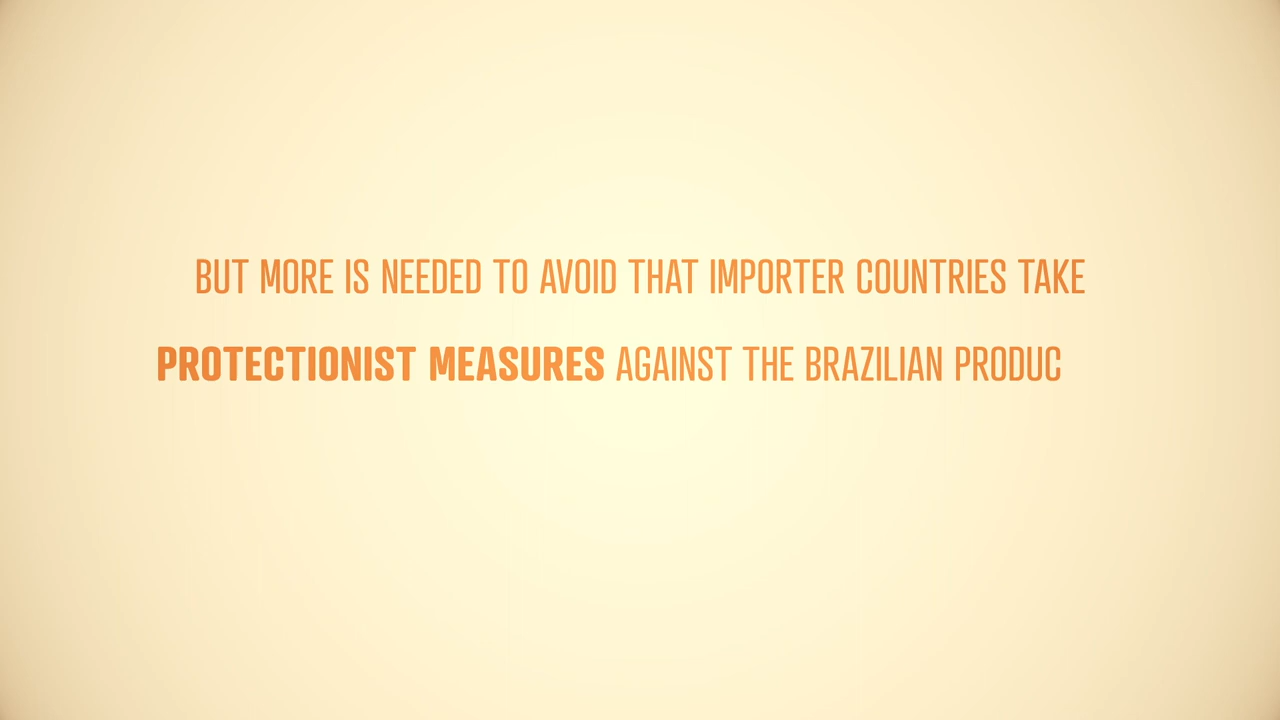 BUT MORE IS NEEDED TO AVOID THAT IMPORTER COUNTRIES TAKE
PROTECTIONIST MEASURES AGAINST THE BRAZILIAN PRODUC